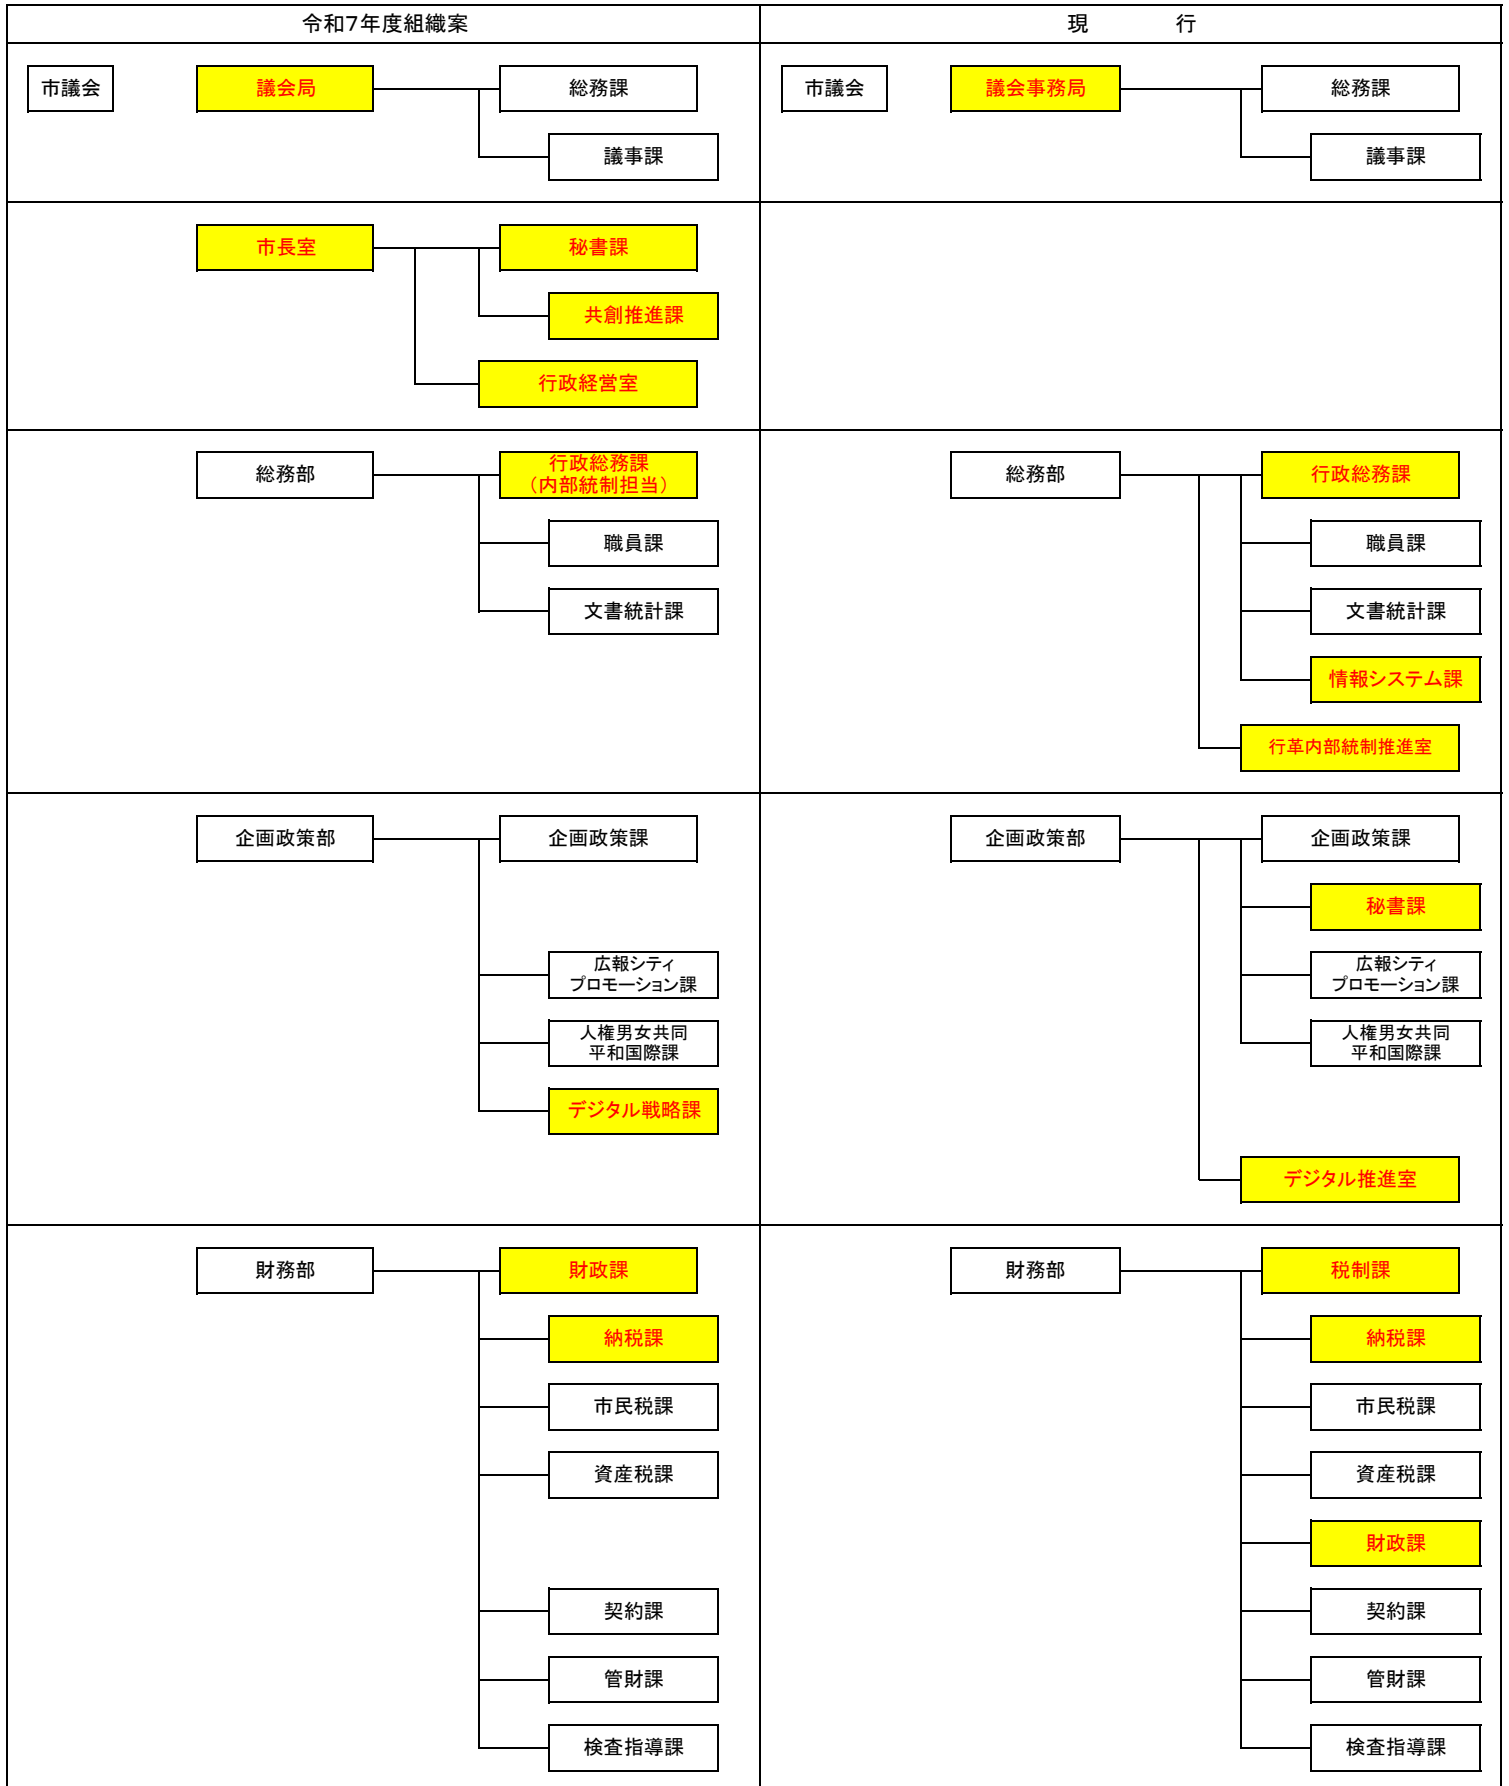 令和7年度組織案
現 行
市議会
議会局
総務課
市議会
議会事務局
総務課
議事課
議事課
市長室
秘書課
共創推進課
行政経営室
総務部
行政総務課
（内部統制担当）
総務部
行政総務課
職員課
職員課
文書統計課
文書統計課
情報システム課
行革内部統制推進室
企画政策部
企画政策課
企画政策部
企画政策課
秘書課
広報シティ
プロモーション課
広報シティ
プロモーション課
人権男女共同
平和国際課
人権男女共同
平和国際課
デジタル戦略課
デジタル推進室
財務部
財政課
財務部
税制課
納税課
納税課
市民税課
市民税課
資産税課
資産税課
財政課
契約課
契約課
管財課
管財課
検査指導課
検査指導課